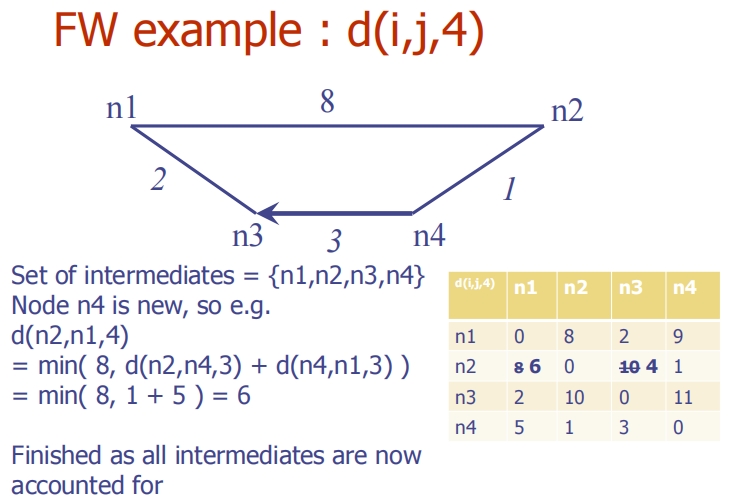 FW example : d(i,j,4)
n1
8
n2
2
1
n3
3
n4
Set of intermediates = {n1,n2,n3,n4}
Node n4 is new, so e.g.
d(n2,n1,4)
= min( 8, d(n2,n4,3) + d(n4,n1,3) )
= min( 8, 1 + 5 ) = 6
Finished as all intermediates are now
accounted for
d(i,j,4) n1 n2 n3 n4
n1 0 8 2 9
n2 8 6 0 10 4 1
n3 2 10 0 11
n4 5 1 3 0